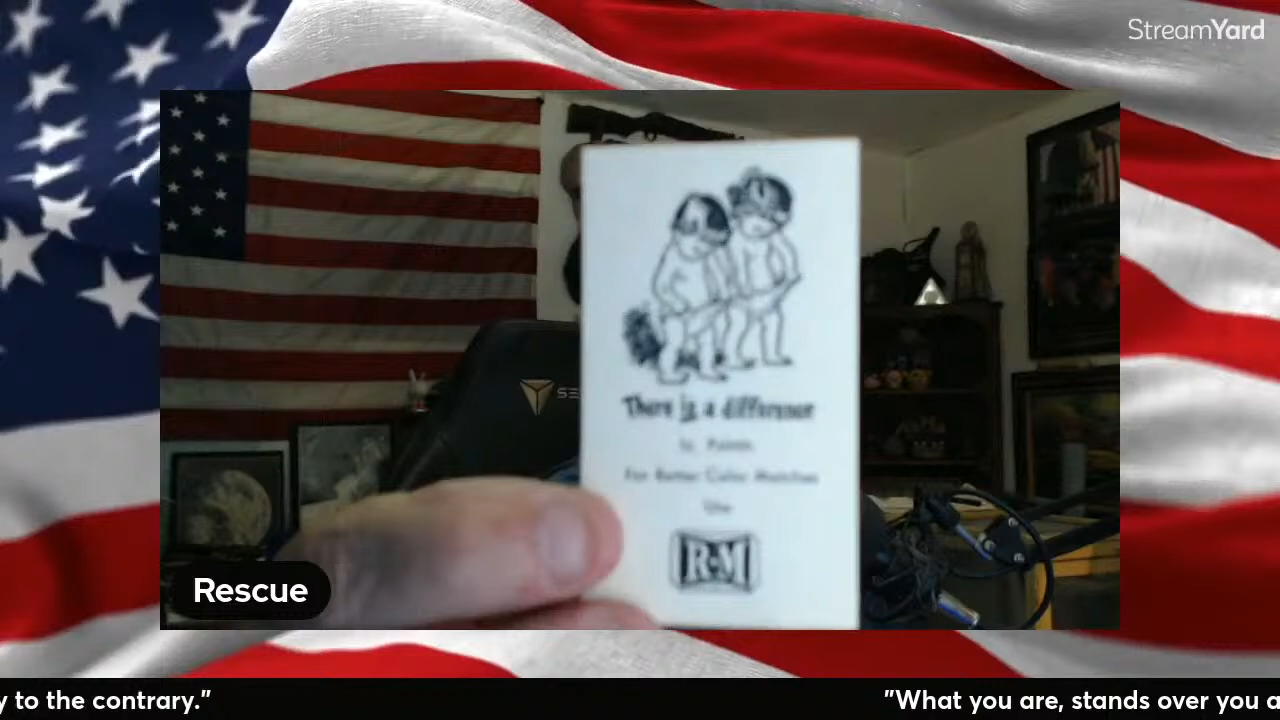 StreamYard
There is a difference
In Paints
For Better Color Matches
Use
R-M
SE
Rescue
y to the contrary."
"What you are, stands over you a